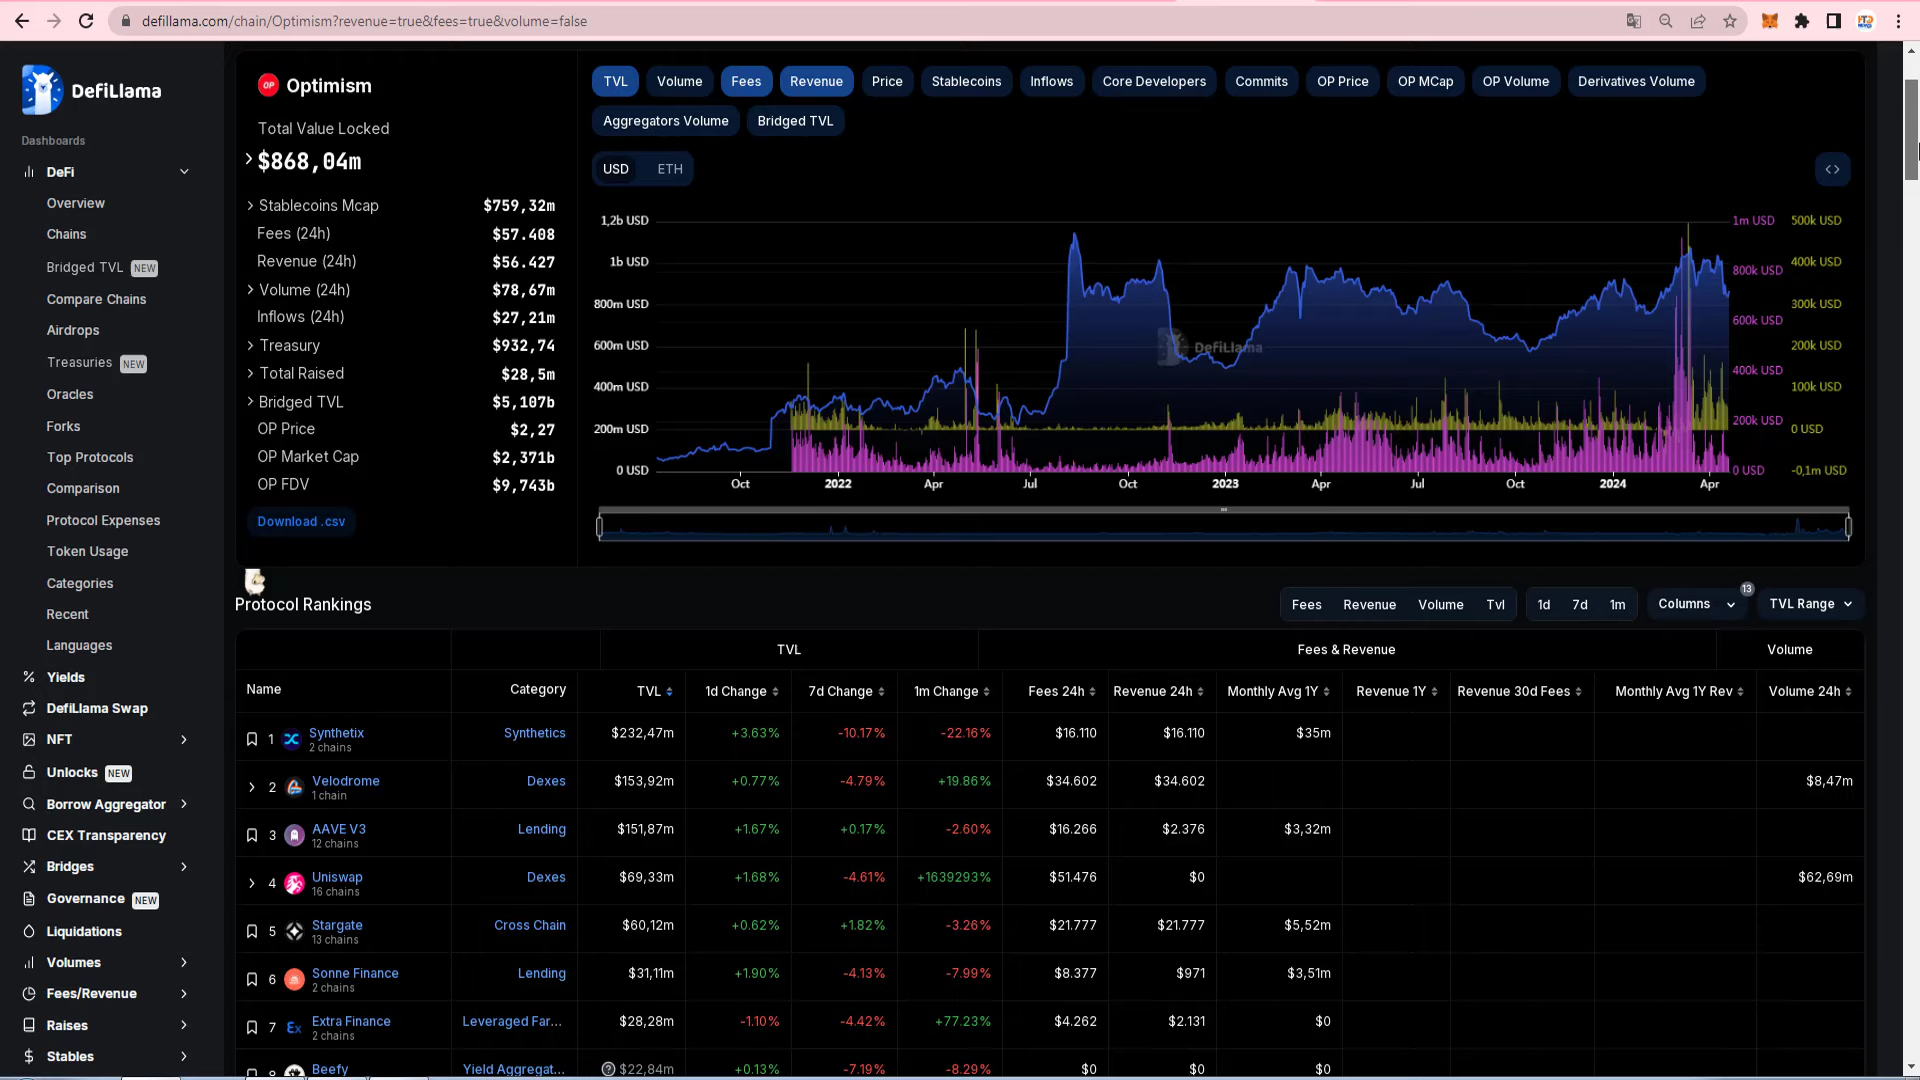 defillama.com/chain/Optimism?revenue=true&fees=true&volume=false
DefiLlama
Dashboards
DeFi
Overview
Chains
Bridged TVL NEW
Compare Chains
Airdrops
Treasuries NEW
Oracles
Forks
Top Protocols
Comparison
Protocol Expenses
Token Usage
Categories
Recent
Languages
Yields
DefiLlama Swap
NFT
Unlocks NEW
Borrow Aggregator
CEX Transparency
Bridges
Governance NEW
Liquidations
Volumes
Fees/Revenue
Raises
Stables
OP Optimism
Total Value Locked
$868,04m
Stablecoins Mcap $759,32m
Fees (24h) $57.408
Revenue (24h) $56.427
Volume (24h) $78,67m
Inflows (24h) $27,21m
Treasury $932,74
Total Raised $28,5m
Bridged TVL $5,107b
OP Price $2,27
OP Market Cap $2,371b
OP FDV $9,743b
Download .csv
TVL Volume Fees Revenue Price Stablecoins Inflows Core Developers Commits OP Price OP MCap OP Volume Derivatives Volume
Aggregators Volume Bridged TVL
USD ETH
1,2b USD 1m USD 500k USD
1b USD 800k USD 400k USD
800m USD 600k USD 300k USD
600m USD 400k USD 200k USD
400m USD 200k USD 100k USD
200m USD 0 USD 0 USD
0 USD -0,1m USD
DefiLlama
Oct 2022 Apr Jul Oct 2023 Apr Jul Oct 2024 Apr
Protocol Rankings
Fees Revenue Volume Tvl 1d 7d 1m Columns 13 TVL Range
TVL Fees & Revenue Volume
Name Category TVL 1d Change 7d Change 1m Change Fees 24h Revenue 24h Monthly Avg 1Y Revenue 1Y Revenue 30d Fees Monthly Avg 1Y Rev Volume 24h
1 Synthetix Synthetics $232,47m +3.63% -10.17% -22.16% $16.110 $16.110 $35m
2 chains
2 Velodrome Dexes $153,92m +0.77% -4.79% +19.86% $34.602 $34.602 $8,47m
1 chain
3 AAVE V3 Lending $151,87m +1.67% +0.17% -2.60% $16.266 $2.376 $3,32m
12 chains
4 Uniswap Dexes $69,33m +1.68% -4.61% +1639293% $51.476 $0 $62,69m
16 chains
5 Stargate Cross Chain $60,12m +0.62% +1.82% -3.26% $21.777 $21.777 $5,52m
13 chains
6 Sonne Finance Lending $31,11m +1.90% -4.13% -7.99% $8.377 $971 $3,51m
2 chains
7 Extra Finance Leveraged Far... $28,28m -1.10% -4.42% +77.23% $4.262 $2.131 $0
2 chains
8 Beefy Yield Aggregat... $22,84m +0.13% -7.19% -8.29% $0 $0 $0